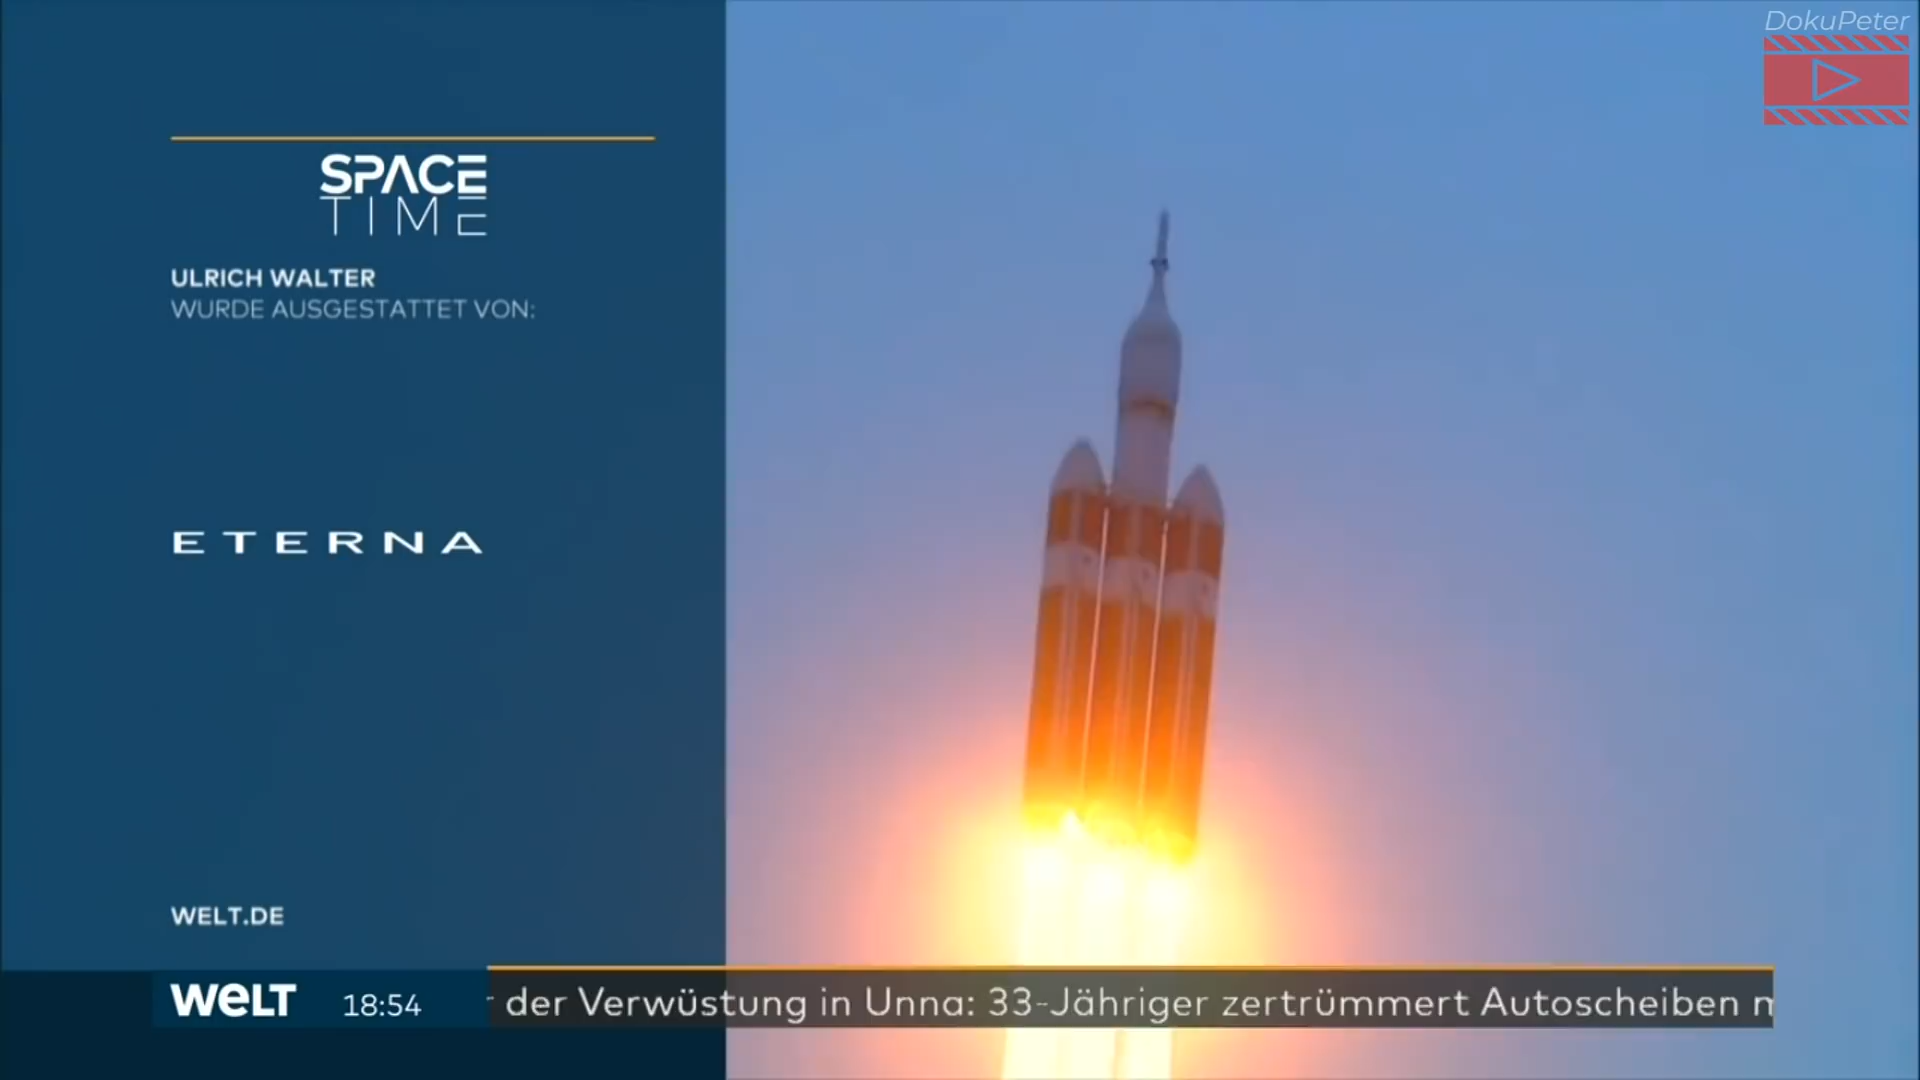 DokuPeter
SPACE
TIME
ULRICH WALTER
WURDE AUSGESTATTET VON:
ETERNA
WELT.DE
WELT 18:54 der Verwüstung in Unna: 33-Jähriger zertrümmert Autoscheiben